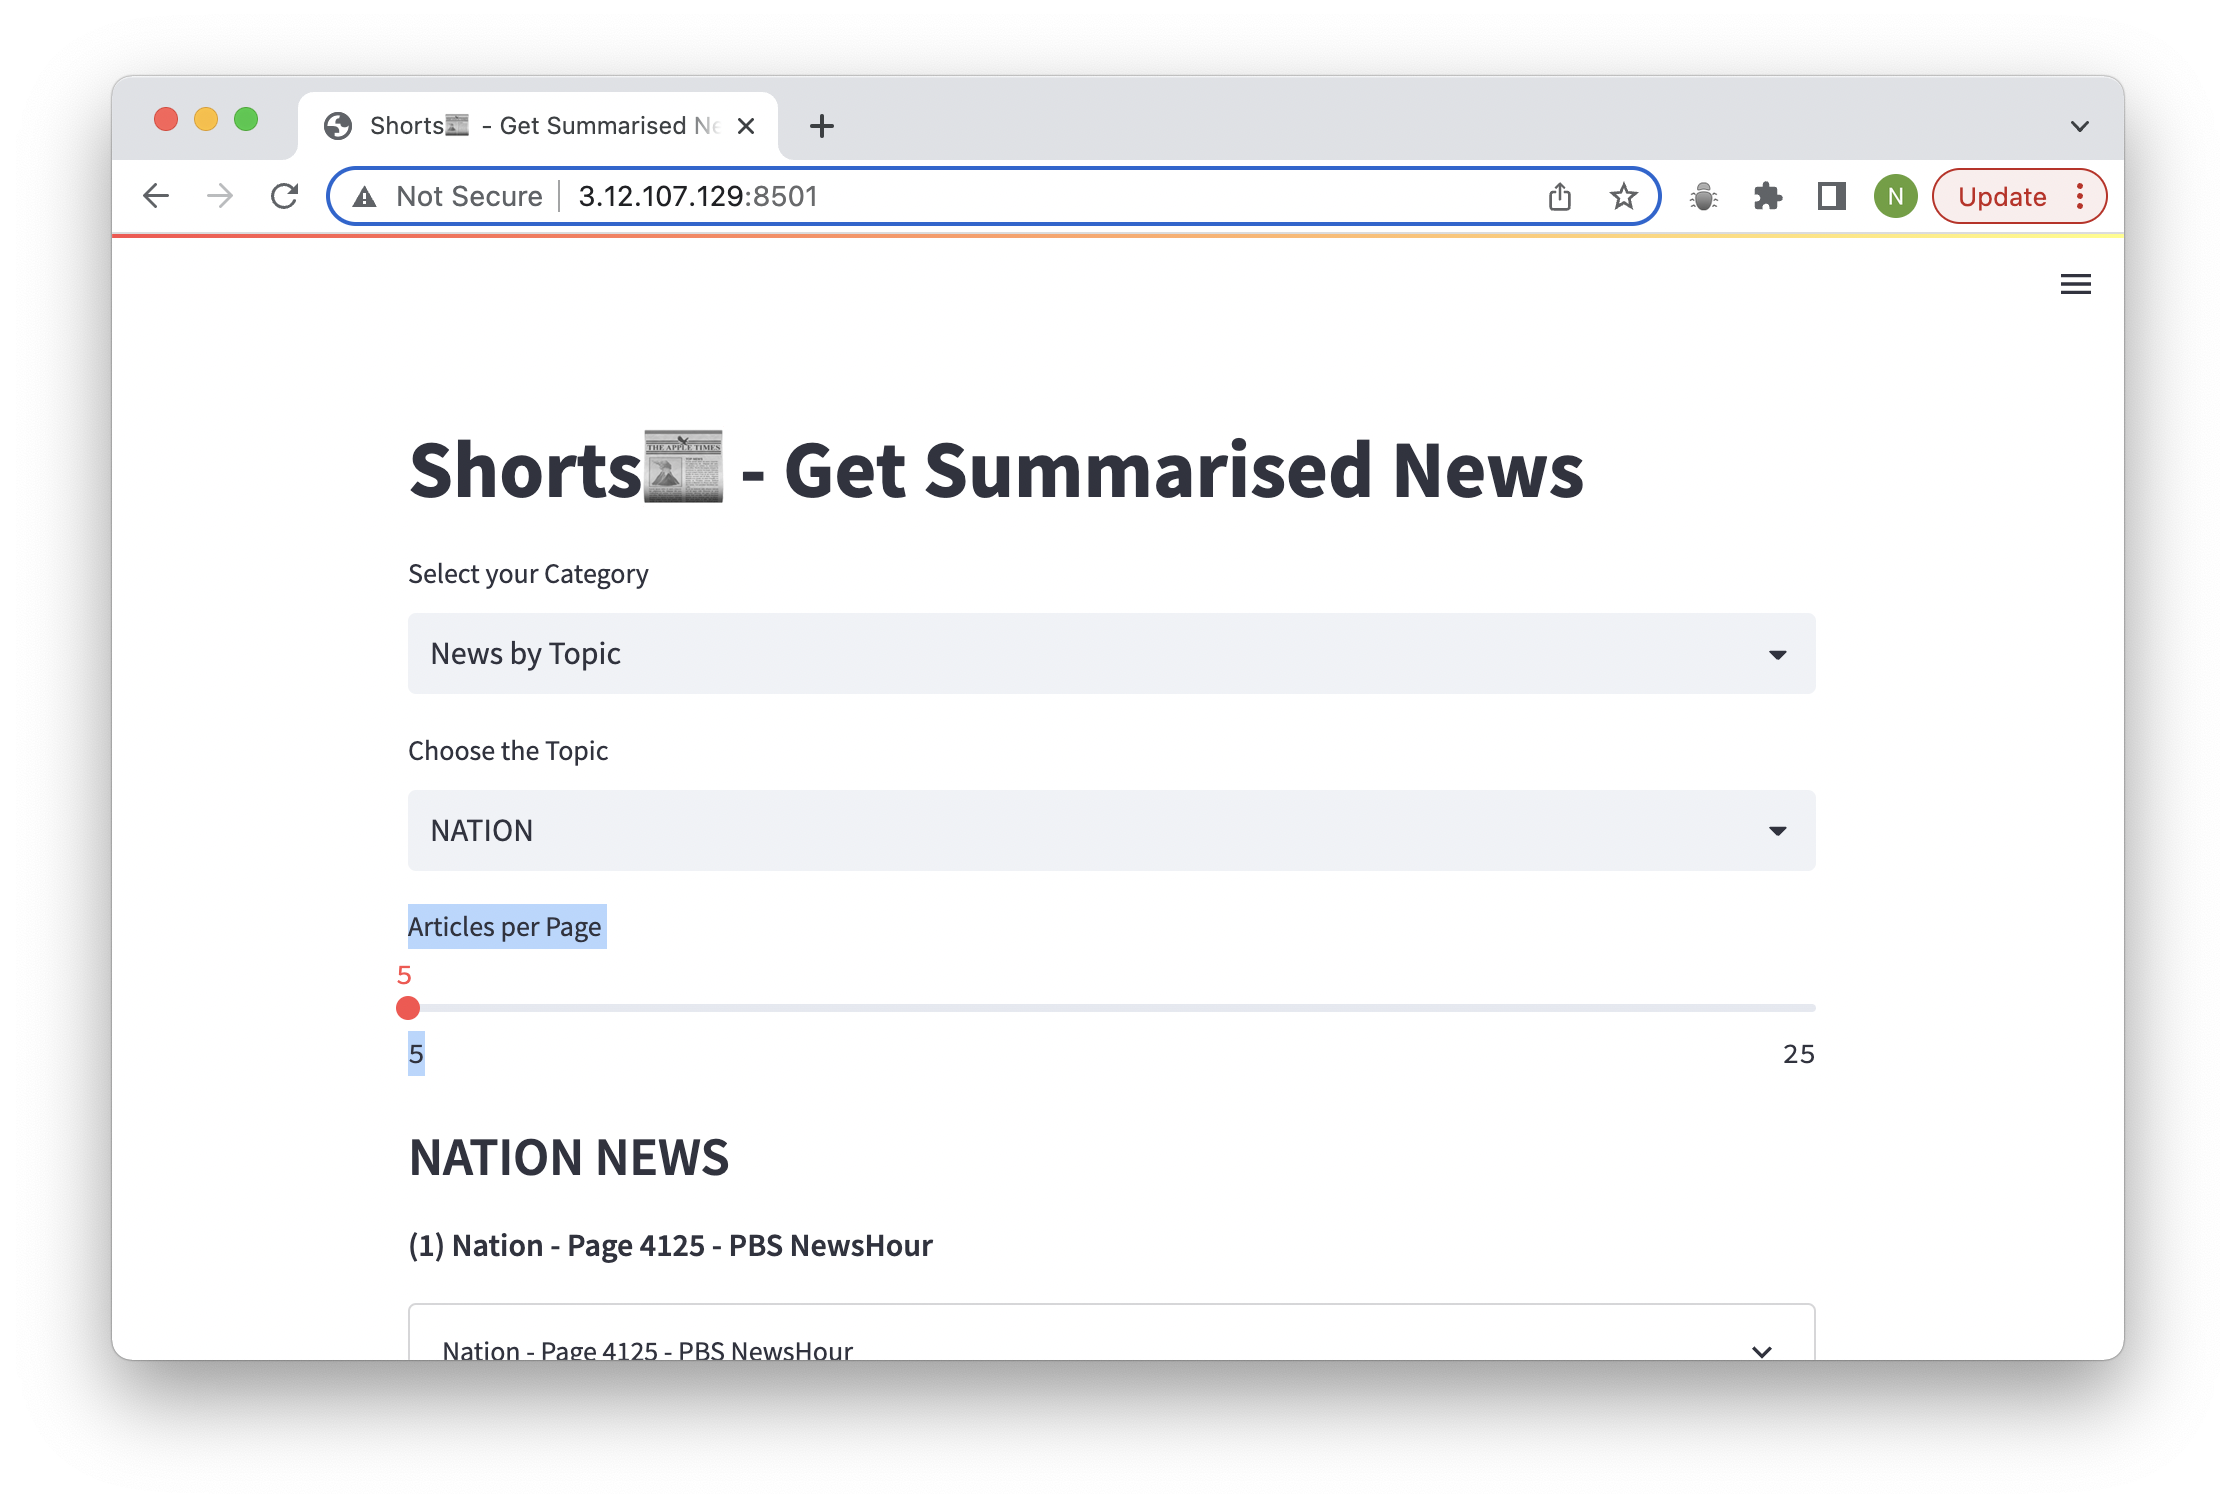 Shorts📰 - Get Summarised Ne
Not Secure | 3.12.107.129:8501
N
Update
Shorts📰 - Get Summarised News
Select your Category
News by Topic
Choose the Topic
NATION
Articles per Page
5
5 25
NATION NEWS
(1) Nation - Page 4125 - PBS NewsHour
Nation - Page 4125 - PBS NewsHour